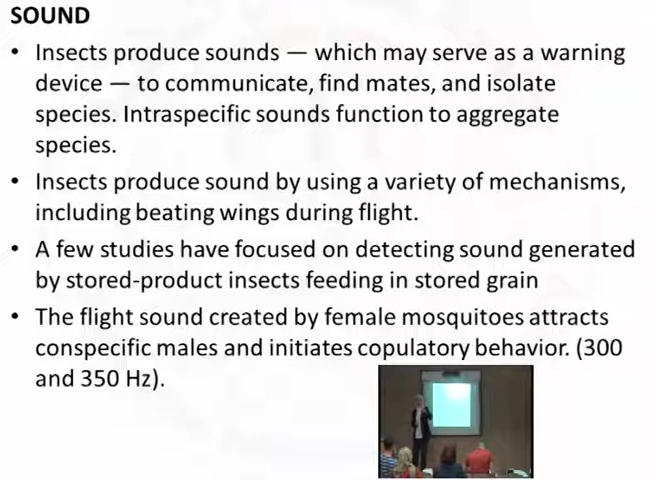 SOUND
• Insects produce sounds — which may serve as a warning
device — to communicate, find mates, and isolate
species. Intraspecific sounds function to aggregate
species.
• Insects produce sound by using a variety of mechanisms,
including beating wings during flight.
• A few studies have focused on detecting sound generated
by stored-product insects feeding in stored grain
• The flight sound created by female mosquitoes attracts
conspecific males and initiates copulatory behavior. (300
and 350 Hz).